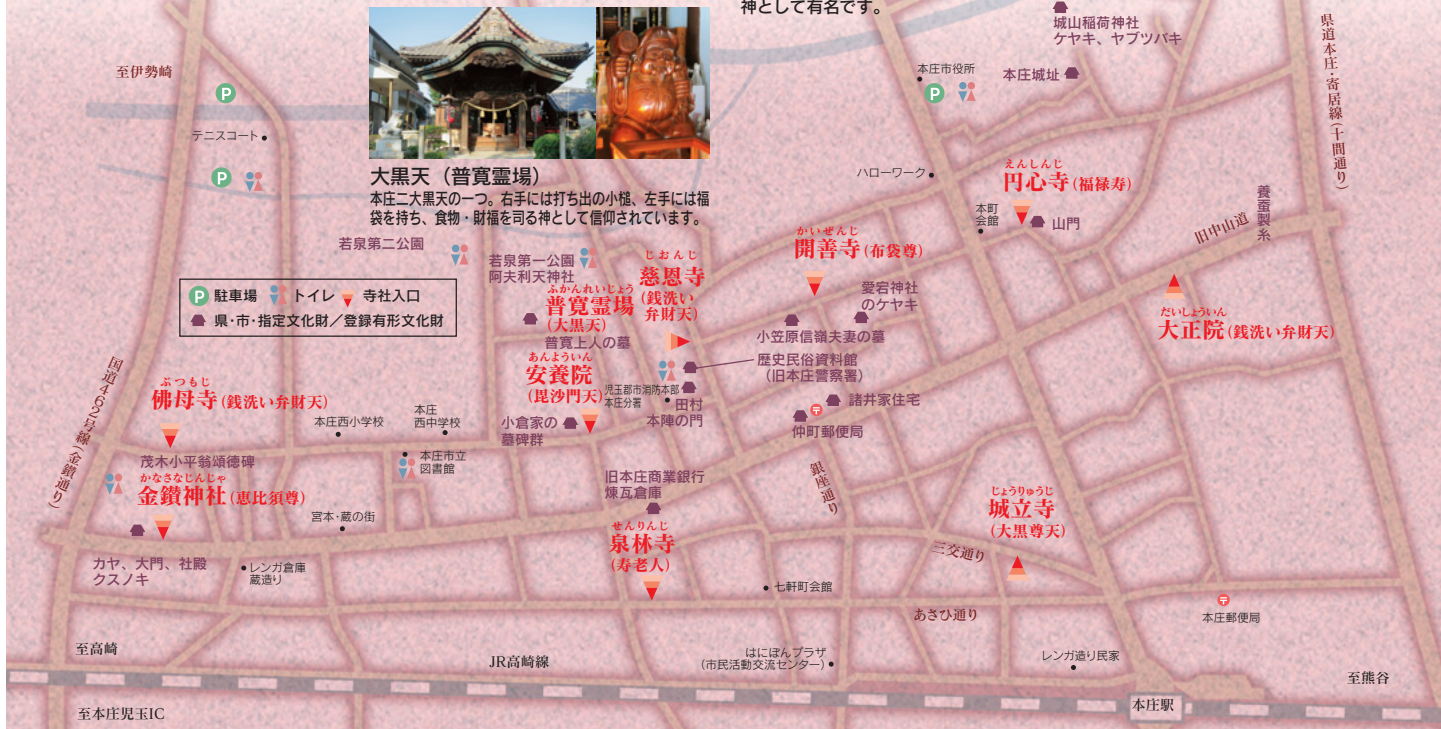 神として有名です。
城山稲荷神社
ケヤキ、ヤブツバキ
県道本庄・寄居線(十間通り)
至伊勢崎
P
本庄市役所
P
本庄城址
テニスコート
P
大黒天（普寛霊場）
本庄二大黒天の一つ。右手には打ち出の小槌、左手には福
袋を持ち、食物・財福を司る神として信仰されています。
ハローワーク
えんしんじ
円心寺(福禄寿)
本町
会館
山門
旧中山道
養蚕製糸
若泉第二公園
若泉第一公園
阿夫利天神社
じおんじ
慈恩寺
(銭洗い
弁財天)
かいぜんじ
開善寺(布袋尊)
愛宕神社
のケヤキ
P 駐車場 トイレ 寺社入口
県・市・指定文化財／登録有形文化財
ふかんれいじょう
普寛霊場
(大黒天)
普寛上人の墓
小笠原信嶺夫妻の墓
だいしょういん
大正院(銭洗い弁財天)
歴史民俗資料館
(旧本庄警察署)
あんよういん
安養院
(毘沙門天)
児玉郡市消防本部
本庄分署
田村
本陣の門
諸井家住宅
〒
仲町郵便局
国道462号線(金鑚通り)
ぶつもじ
佛母寺(銭洗い弁財天)
本庄西小学校
本庄
西中学校
小倉家の
墓碑群
茂木小平翁頌徳碑
本庄市立
図書館
かなさなじんじゃ
金鑚神社(恵比須尊)
旧本庄商業銀行
煉瓦倉庫
銀座通り
じょうりゅうじ
城立寺
(大黒尊天)
宮本・蔵の街
せんりんじ
泉林寺
(寿老人)
三交通り
カヤ、大門、社殿
クスノキ
レンガ倉庫
蔵造り
七軒町会館
あさひ通り
〒
本庄郵便局
至高崎
JR高崎線
はにぽんプラザ
(市民活動交流センター)
レンガ造り民家
至熊谷
至本庄児玉IC
本庄駅